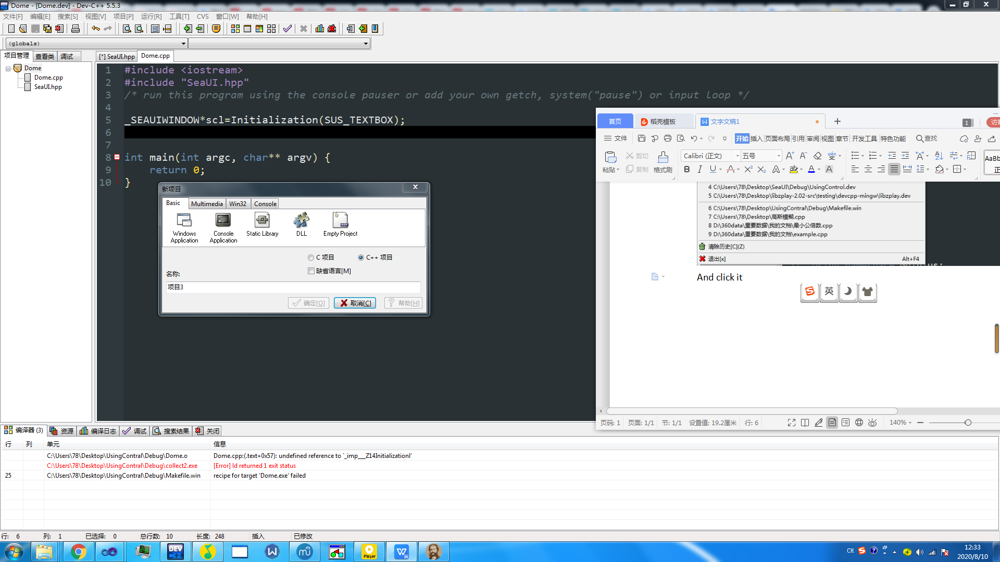 Dome - [Dome.dev] - Dev-C++ 5.5.3
文件[F] 编辑[E] 搜索[S] 视图[V] 项目[P] 运行[R] 工具[T] CVS 窗口[W] 帮助[H]
(globals)
项目管理 查看类 调试
[*] SeaUI.hpp Dome.cpp
Dome
Dome.cpp
SeaUI.hpp
1 #include <iostream>
2 #include "SeaUI.hpp"
3 /* run this program using the console pauser or add your own getch, system("pause") or input loop */
4
5 _SEAUIWINDOW*scl=Initialization(SUS_TEXTBOX);
6
7
8 int main(int argc, char** argv) {
9 return 0;
10 }
新项目
Basic Multimedia Win32 Console
Windows Application
Console Application
Static Library
DLL
Empty Project
C 项目 C++ 项目
缺省语言[M]
名称:
项目3
确定[O] 取消[C] 帮助[H]
首页 稻壳模板 文字文稿1 1
文件 开始 插入 页面布局 引用 审阅 视图 章节 开发工具 特色功能 查找
粘贴 剪切 复制 格式刷 Calibri (正文) 五号
4 C:\Users\78\Desktop\SeaUI\Debug\UsingControl.dev
5 C:\Users\78\Desktop\libzplay-2.02-src\testing\devcpp-mingw\libzplay.dev
6 C:\Users\78\Desktop\UsingContral\Debug\Makefile.win
7 C:\Users\78\Desktop\高斯模糊.cpp
8 D:\360data\重要数据\我的文档\最小公倍数.cpp
9 D:\360data\重要数据\我的文档\example.cpp
清除历史[C](Z)
退出[x] Alt+F4
And click it
英
页码: 1 页面: 1/1 节: 1/1 设置值: 19.2厘米 行: 6 140%
编译器 (3) 资源 编译日志 调试 搜索结果 关闭
行 列 单元 信息
C:\Users\78\Desktop\UsingContral\Debug\Dome.o Dome.cpp:(.text+0x57): undefined reference to `_imp___Z14Initializationl'
C:\Users\78\Desktop\UsingContral\Debug\collect2.exe [Error] ld returned 1 exit status
25 C:\Users\78\Desktop\UsingContral\Debug\Makefile.win recipe for target 'Dome.exe' failed
行: 6 列: 1 已选择: 0 总行数: 10 长度: 248 插入 已修改
DEV C++
Player
CH
12:33
2020/8/10